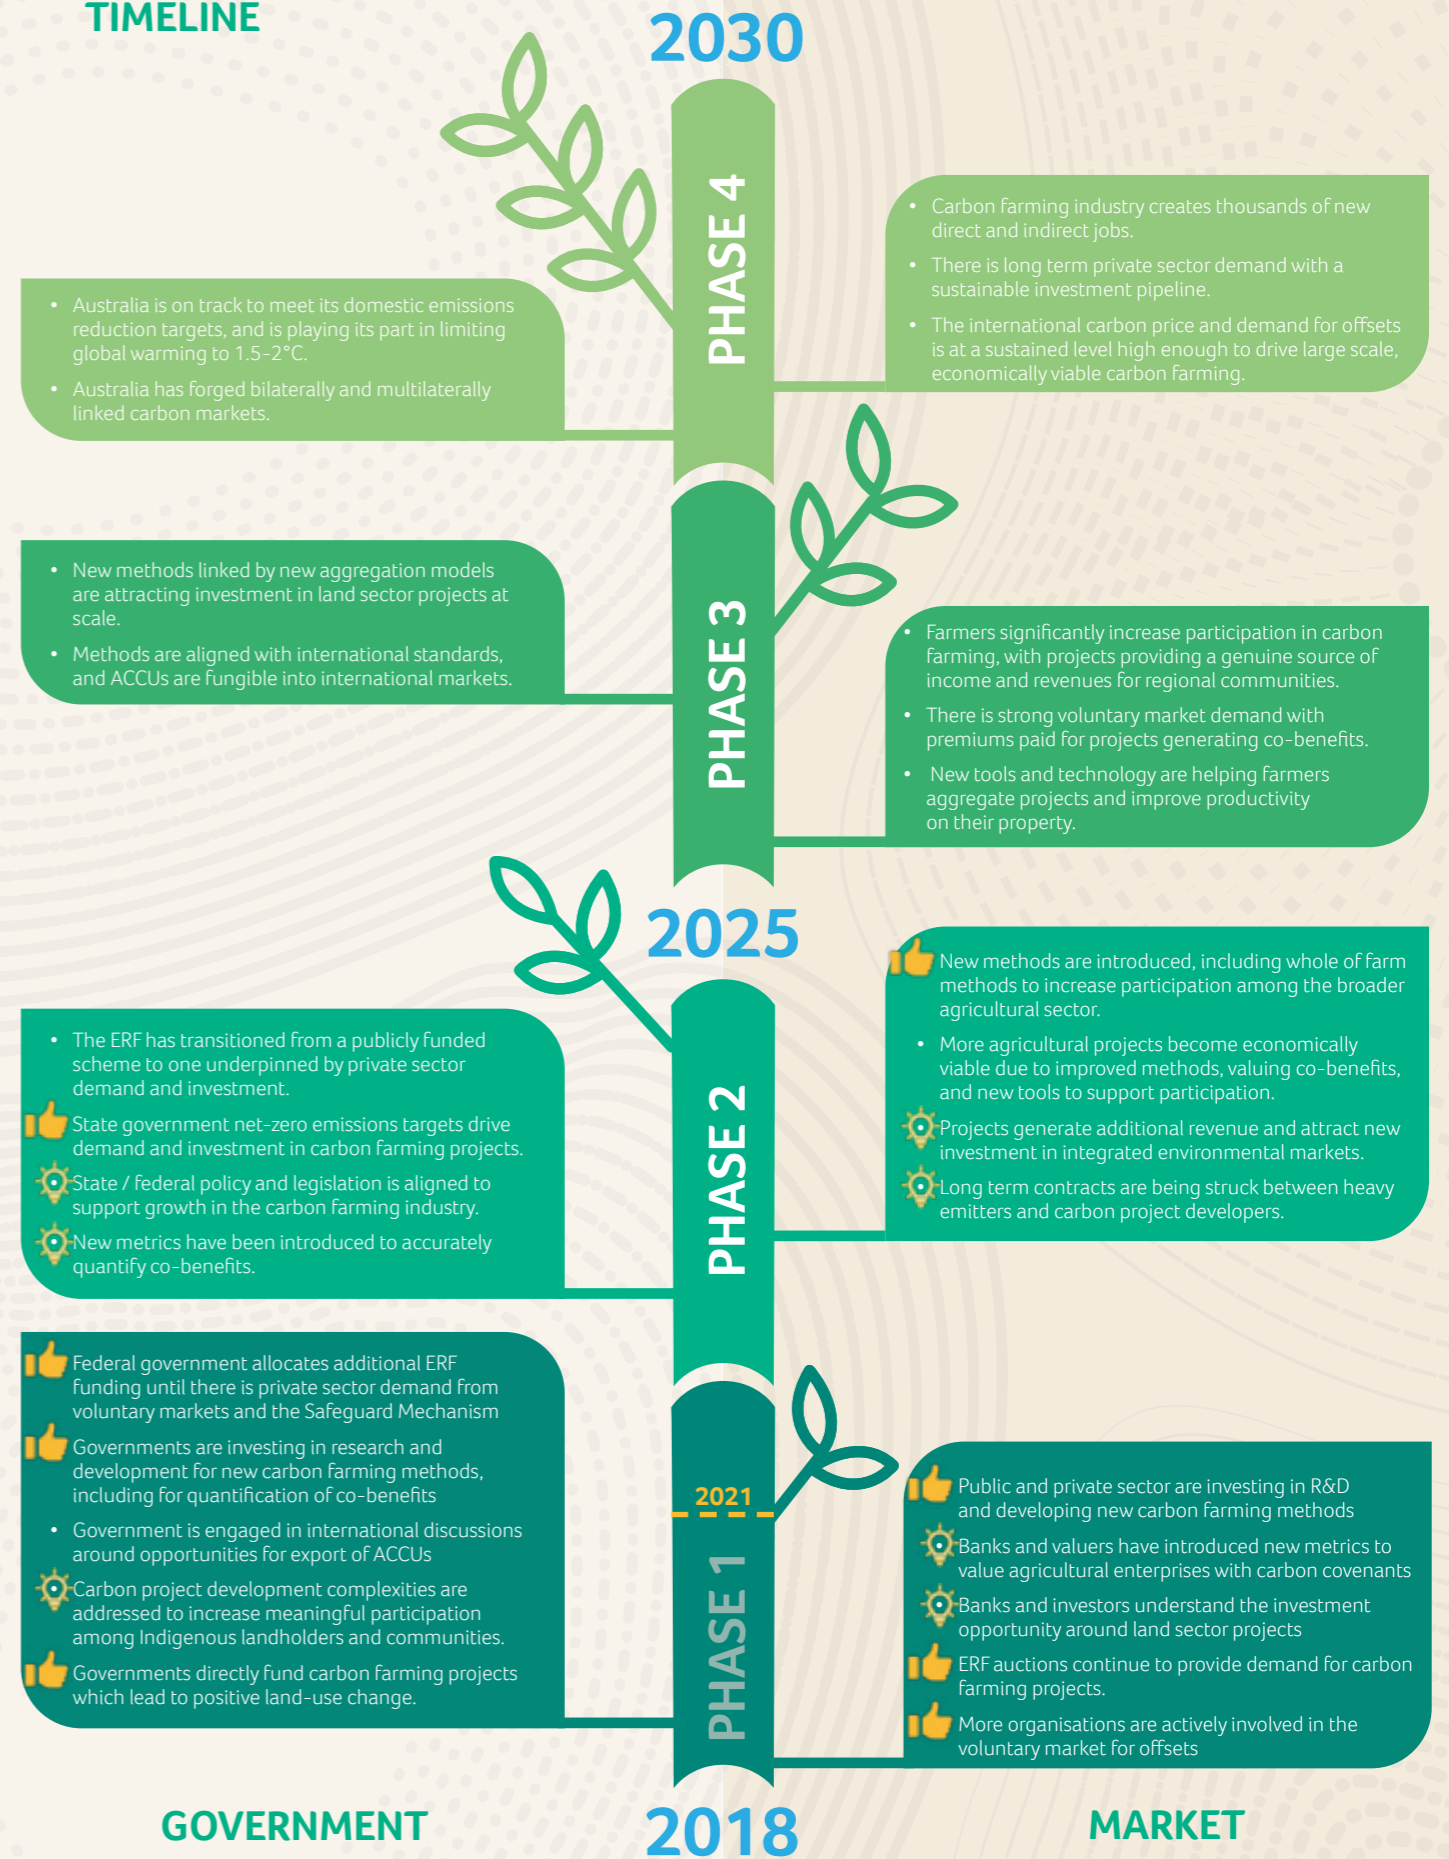 TIMELINE
2030
PHASE 4
• Carbon farming industry creates thousands of new
direct and indirect jobs.
• There is long term private sector demand with a
sustainable investment pipeline.
• The international carbon price and demand for offsets
is at a sustained level high enough to drive large scale,
economically viable carbon farming.
• Australia is on track to meet its domestic emissions
reduction targets, and is playing its part in limiting
global warming to 1.5-2°C.
• Australia has forged bilaterally and multilaterally
linked carbon markets.
PHASE 3
• New methods linked by new aggregation models
are attracting investment in land sector projects at
scale.
• Methods are aligned with international standards,
and ACCUs are fungible into international markets.
• Farmers significantly increase participation in carbon
farming, with projects providing a genuine source of
income and revenues for regional communities.
• There is strong voluntary market demand with
premiums paid for projects generating co-benefits.
• New tools and technology are helping farmers
aggregate projects and improve productivity
on their property.
2025
PHASE 2
New methods are introduced, including whole of farm
methods to increase participation among the broader
agricultural sector.
• More agricultural projects become economically
viable due to improved methods, valuing co-benefits,
and new tools to support participation.
Projects generate additional revenue and attract new
investment in integrated environmental markets.
Long term contracts are being struck between heavy
emitters and carbon project developers.
• The ERF has transitioned from a publicly funded
scheme to one underpinned by private sector
demand and investment.
State government net-zero emissions targets drive
demand and investment in carbon farming projects.
State / federal policy and legislation is aligned to
support growth in the carbon farming industry.
New metrics have been introduced to accurately
quantify co-benefits.
Federal government allocates additional ERF
funding until there is private sector demand from
voluntary markets and the Safeguard Mechanism
Governments are investing in research and
development for new carbon farming methods,
including for quantification of co-benefits
• Government is engaged in international discussions
around opportunities for export of ACCUs
Carbon project development complexities are
addressed to increase meaningful participation
among Indigenous landholders and communities.
Governments directly fund carbon farming projects
which lead to positive land-use change.
2021
PHASE 1
Public and private sector are investing in R&D
and developing new carbon farming methods
Banks and valuers have introduced new metrics to
value agricultural enterprises with carbon covenants
Banks and investors understand the investment
opportunity around land sector projects
ERF auctions continue to provide demand for carbon
farming projects.
More organisations are actively involved in the
voluntary market for offsets
GOVERNMENT
2018
MARKET